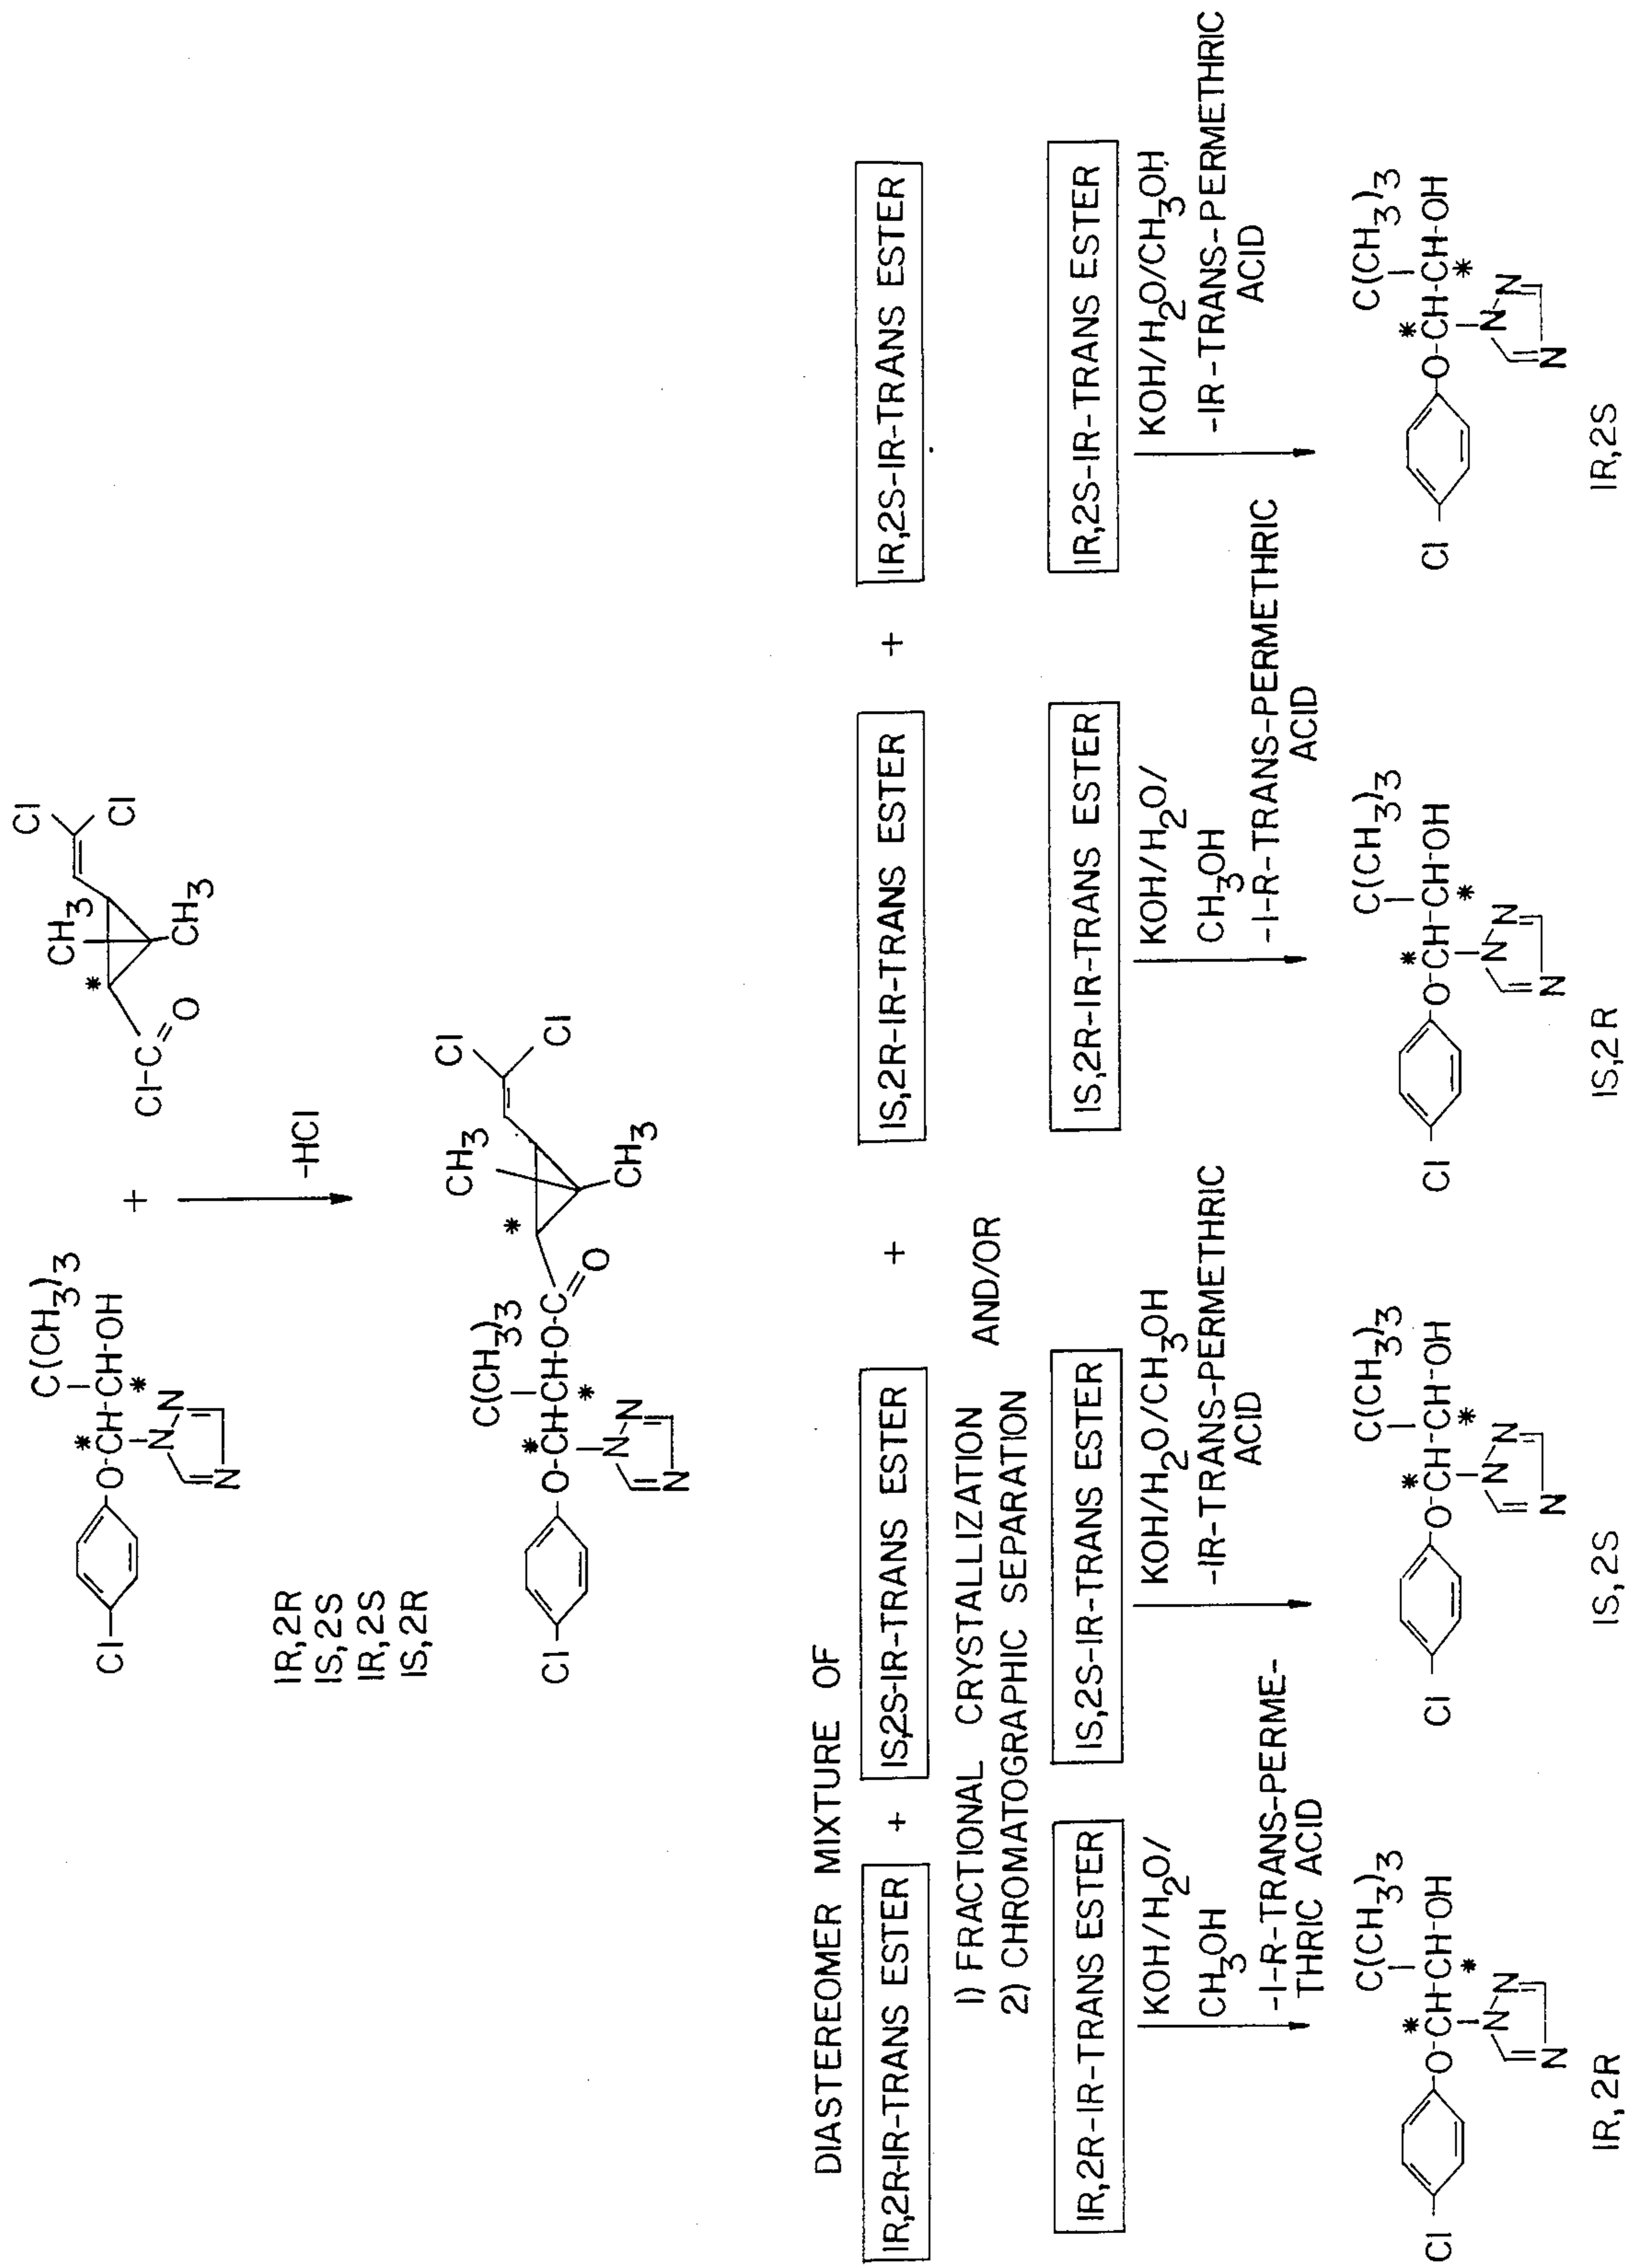 Cl O-CH-CH-OH C(CH3)3 * * N N N
+
Cl-C O * CH3 CH3 Cl Cl
-HCl
IR,2R
IS,2S
IR,2S
IS,2R
Cl O-CH-CH-O-C O C(CH3)3 * * N N N * CH3 CH3 Cl Cl
DIASTEREOMER MIXTURE OF
IR,2R-IR-TRANS ESTER + IS,2S-IR-TRANS ESTER + IS,2R-IR-TRANS ESTER + IR,2S-IR-TRANS ESTER
1) FRACTIONAL CRYSTALLIZATION AND/OR
2) CHROMATOGRAPHIC SEPARATION
IR,2R-IR-TRANS ESTER
KOH/H2O/
CH3OH
-I-R-TRANS-PERME-
THRIC ACID
Cl O-CH-CH-OH C(CH3)3 * * N N N
IR,2R
IS,2S-IR-TRANS ESTER
KOH/H2O/CH3OH
-IR-TRANS-PERMETHRIC
ACID
Cl O-CH-CH-OH C(CH3)3 * * N N N
IS,2S
IS,2R-IR-TRANS ESTER
KOH/H2O/
CH3OH
-I-R-TRANS-PERMETHRIC
ACID
Cl O-CH-CH-OH C(CH3)3 * * N N N
IS,2R
IR,2S-IR-TRANS ESTER
KOH/H2O/CH3OH
-IR-TRANS-PERMETHRIC
ACID
Cl O-CH-CH-OH C(CH3)3 * * N N N
IR,2S